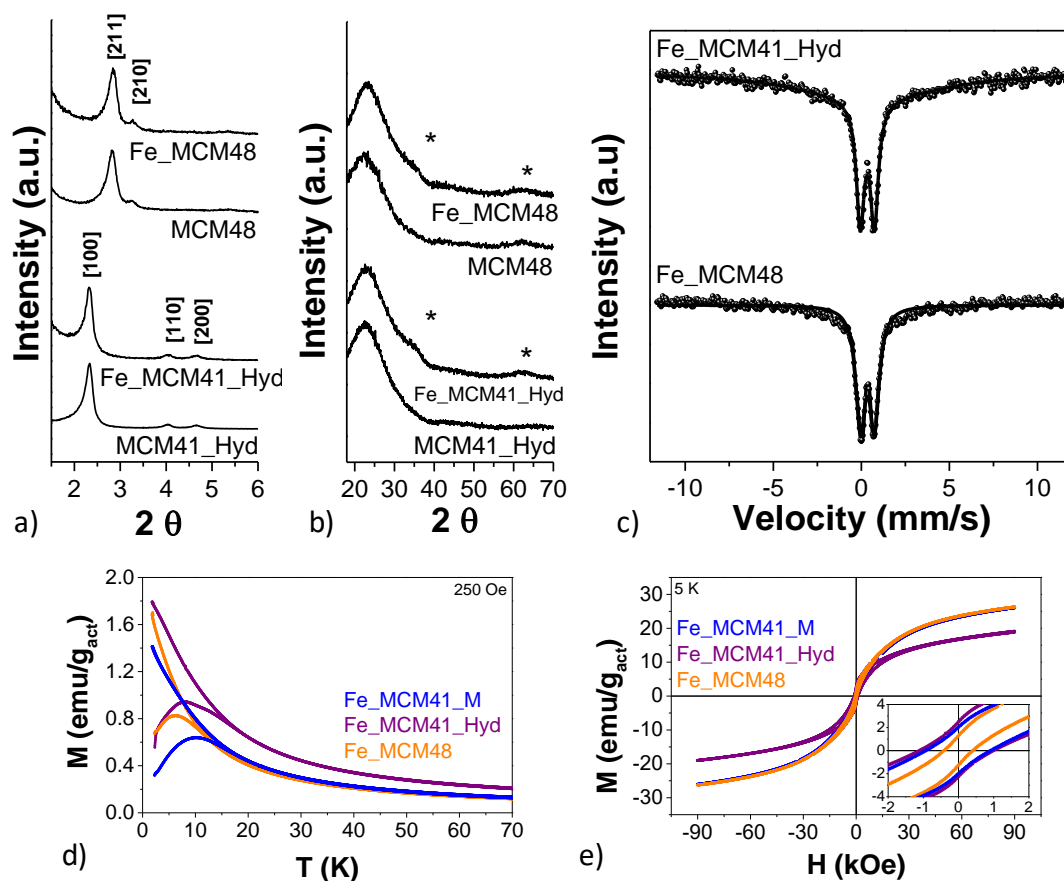 [211]
[210]
Fe_MCM48
MCM48
[100]
[110]
[200]
Fe_MCM41_Hyd
MCM41_Hyd
Intensity (a.u.)
2 3 4 5 6
2 θ
a)
*
*
Fe_MCM48
MCM48
*
*
Fe_MCM41_Hyd
MCM41_Hyd
Intensity (a.u.)
20 30 40 50 60 70
2 θ
b)
Fe_MCM41_Hyd
Fe_MCM48
Intensity (a.u)
-10 -5 0 5 10
Velocity (mm/s)
c)
250 Oe
2.0
1.6
1.2
0.8
0.4
0.0
M (emu/gact)
Fe_MCM41_M
Fe_MCM41_Hyd
Fe_MCM48
0 10 20 30 40 50 60 70
T (K)
d)
5 K
30
20
10
0
-10
-20
-30
M (emu/gact)
Fe_MCM41_M
Fe_MCM41_Hyd
Fe_MCM48
4
2
0
-2
-4
-2 -1 0 1 2
-90 -60 -30 0 30 60 90
H (kOe)
e)